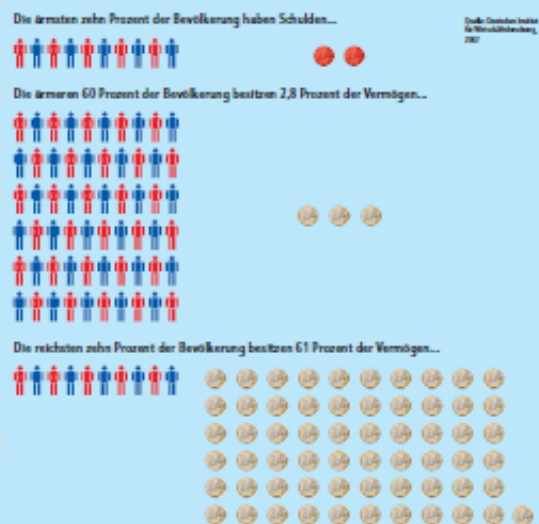 Die ärmsten zehn Prozent der Bevölkerung haben Schulden...
Quelle: Deutsches Institut
für Wirtschaftsforschung,
2007
Die ärmeren 60 Prozent der Bevölkerung besitzen 2,8 Prozent der Vermögen...
Die reichsten zehn Prozent der Bevölkerung besitzen 61 Prozent der Vermögen...